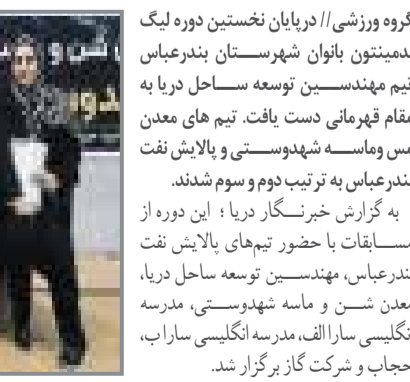 گروه ورزشی// درپایان نخستین دوره لیگ
بدمینتون بانوان شهرستان بندرعباس
تیم مهندسین توسعه ساحل دریا به
مقام قهرمانی دست یافت. تیم های معدن
مس وماسه شهدوستی و پالایش نفت
بندرعباس به ترتیب دوم و سوم شدند.
به گزارش خبرنگار دریا ؛ این دوره از
مسابقات با حضور تیم‌های پالایش نفت
بندرعباس، مهندسین توسعه ساحل دریا،
معدن شن و ماسه شهدوستی، مدرسه
انگلیسی سارا الف، مدرسه انگلیسی سارا ب،
حجاب و شرکت گاز برگزار شد.